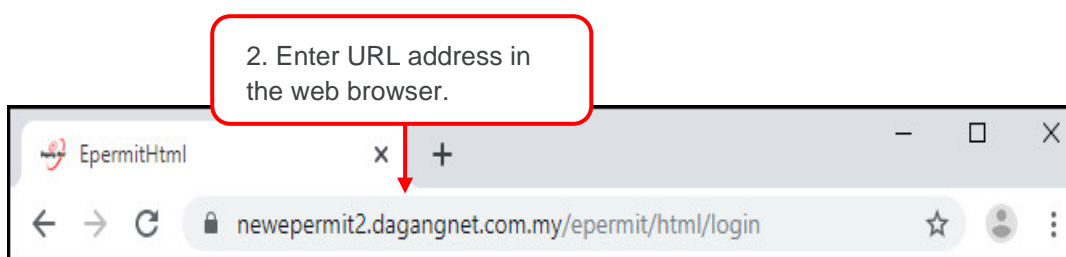 2. Enter URL address in
the web browser.
EpermitHtml
newepermit2.dagangnet.com.my/epermit/html/login